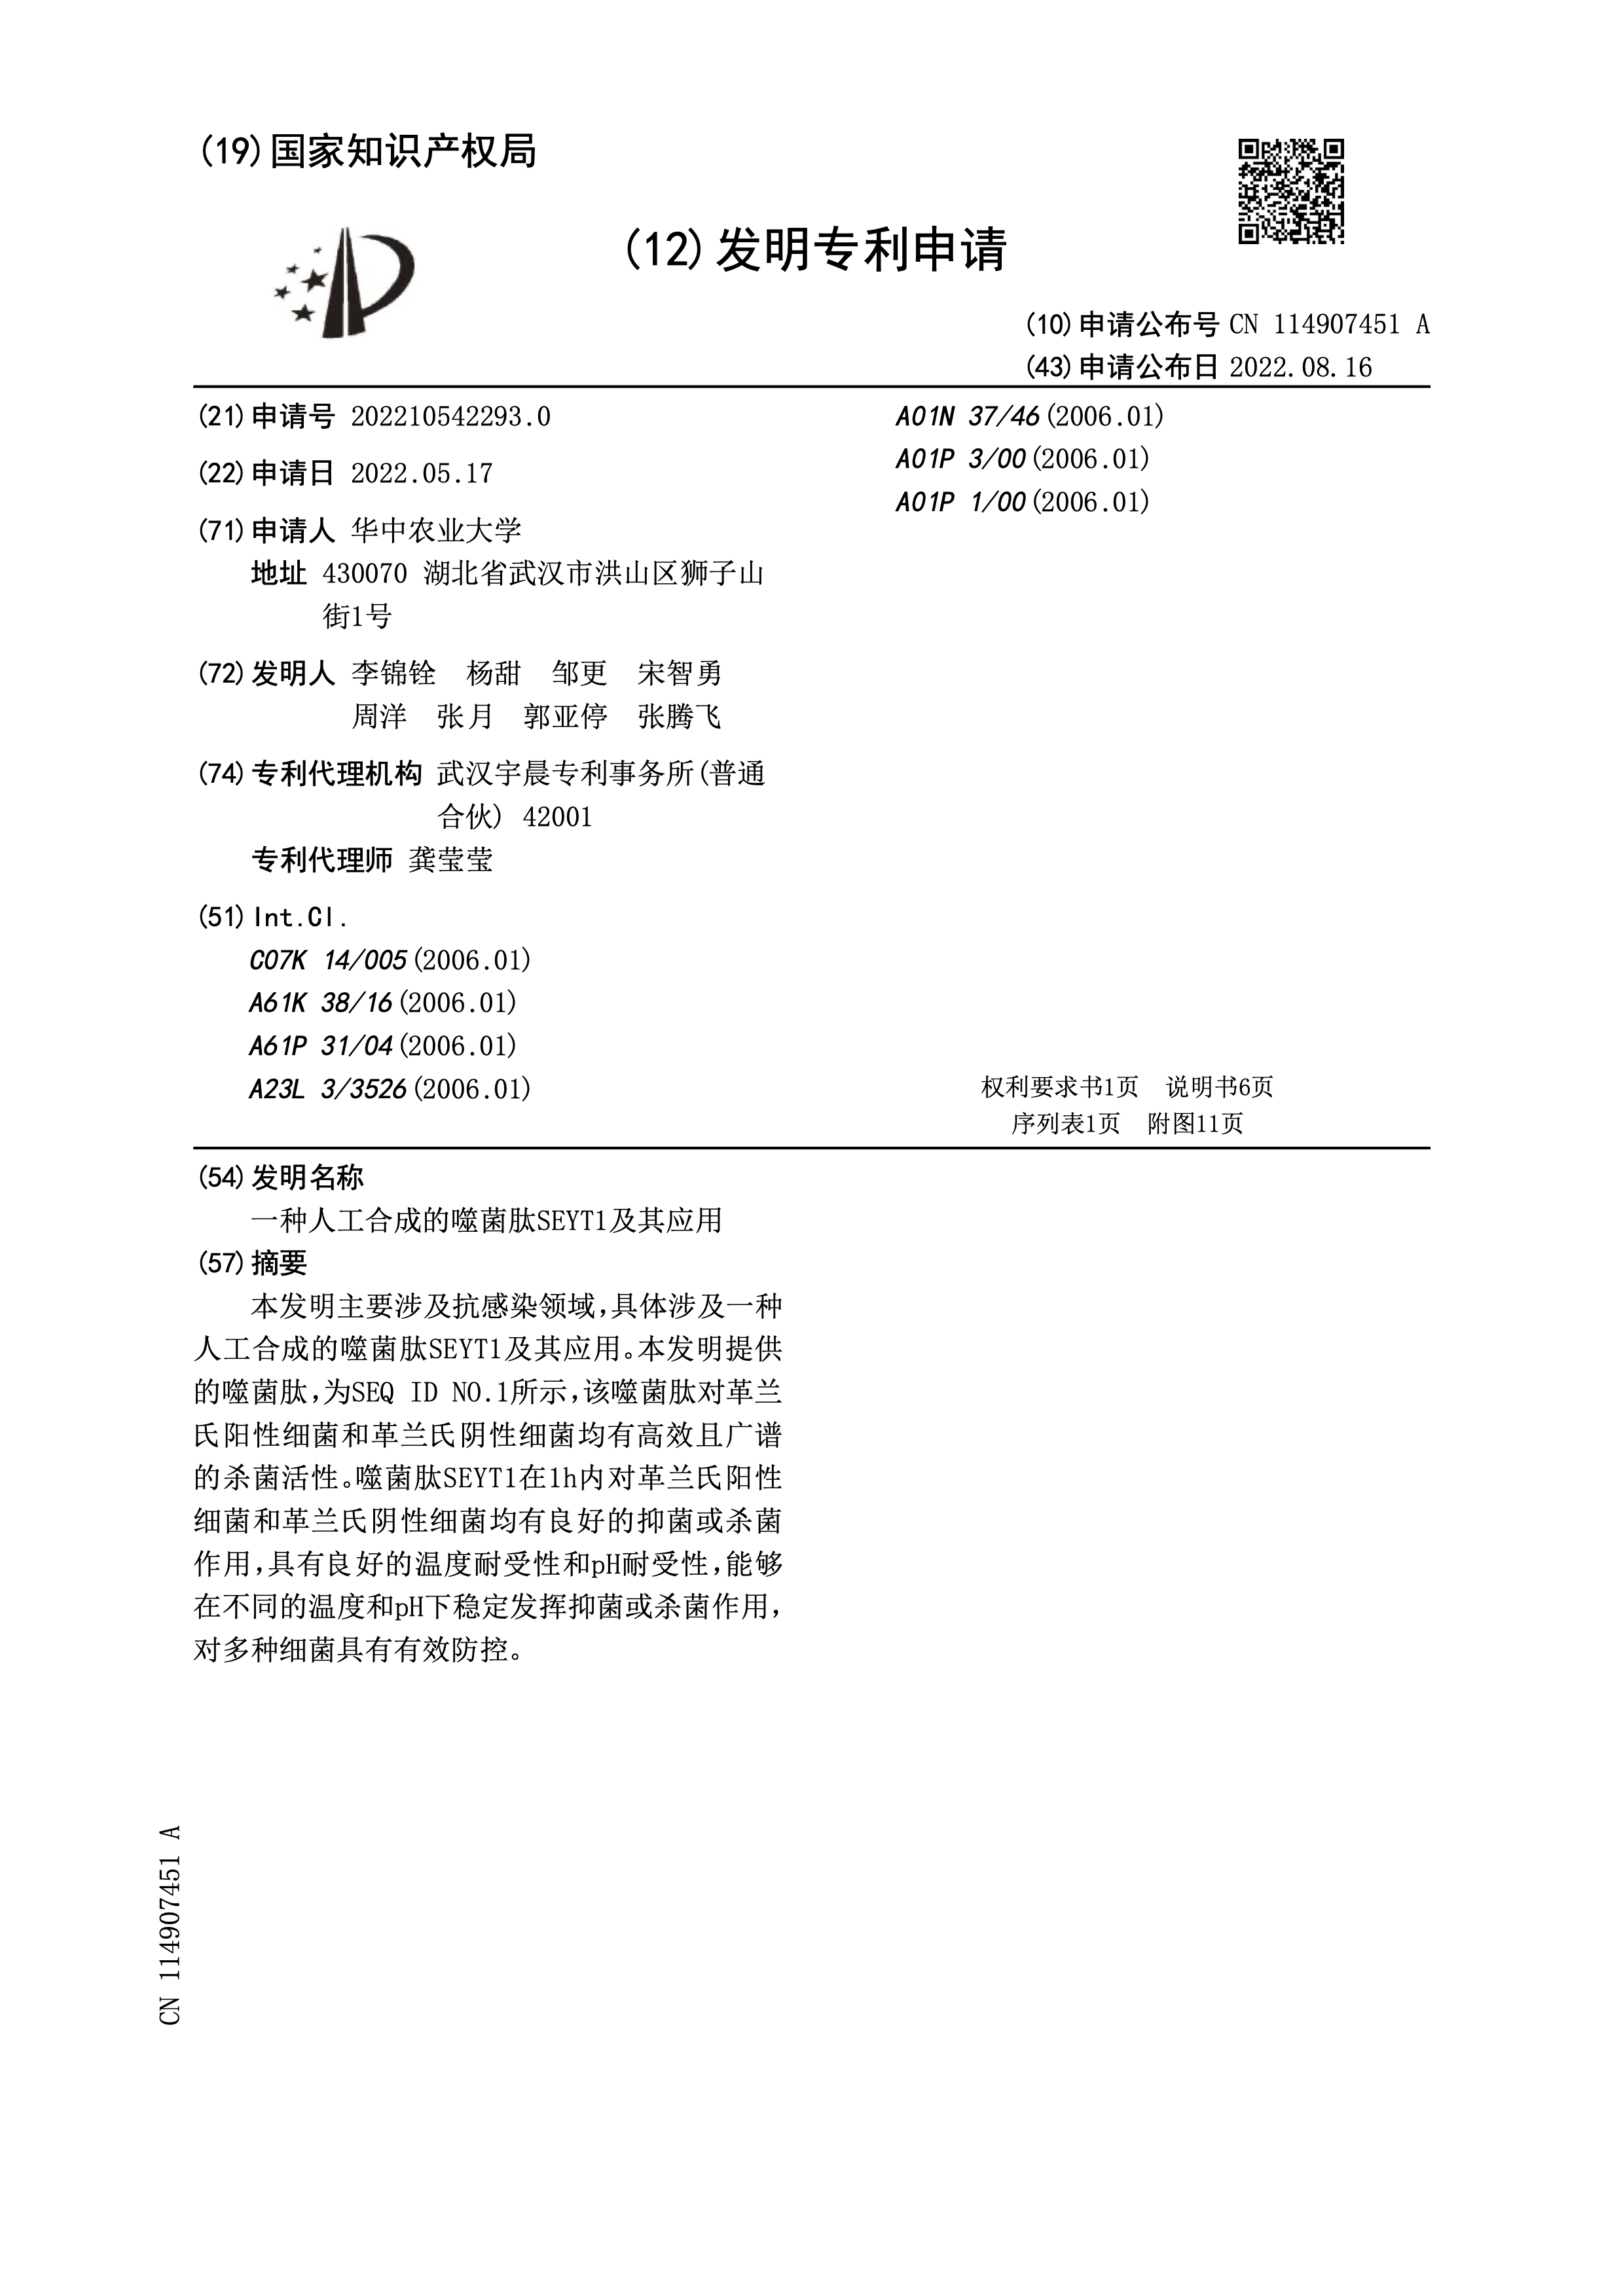 (19)国家知识产权局
(12)发明专利申请
(10)申请公布号 CN 114907451 A
(43)申请公布日 2022.08.16
(21)申请号 202210542293.0
(22)申请日 2022.05.17
(71)申请人 华中农业大学
地址 430070 湖北省武汉市洪山区狮子山
街1号
(72)发明人 李锦铨 杨甜 邹更 宋智勇
周洋 张月 郭亚停 张腾飞
(74)专利代理机构 武汉宇晨专利事务所(普通
合伙) 42001
专利代理师 龚莹莹
(51)Int.Cl.
C07K 14/005(2006.01)
A61K 38/16(2006.01)
A61P 31/04(2006.01)
A23L 3/3526(2006.01)
A01N 37/46(2006.01)
A01P 3/00(2006.01)
A01P 1/00(2006.01)
权利要求书1页 说明书6页
序列表1页 附图11页
(54)发明名称
一种人工合成的噬菌肽SEYT1及其应用
(57)摘要
本发明主要涉及抗感染领域,具体涉及一种
人工合成的噬菌肽SEYT1及其应用。本发明提供
的噬菌肽,为SEQ ID NO.1所示,该噬菌肽对革兰
氏阳性细菌和革兰氏阴性细菌均有高效且广谱
的杀菌活性。噬菌肽SEYT1在1h内对革兰氏阳性
细菌和革兰氏阴性细菌均有良好的抑菌或杀菌
作用,具有良好的温度耐受性和pH耐受性,能够
在不同的温度和pH下稳定发挥抑菌或杀菌作用,
对多种细菌具有有效防控。
CN 114907451 A